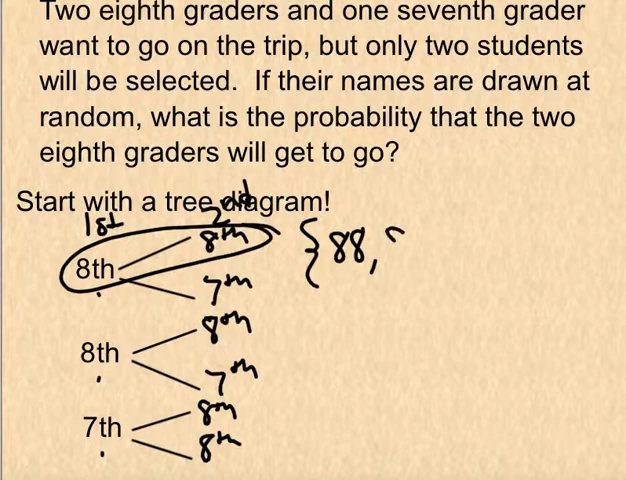 Two eighth graders and one seventh grader
want to go on the trip, but only two students
will be selected. If their names are drawn at
random, what is the probability that the two
eighth graders will get to go?
Start with a tree diagram!
1st 2nd
8th 8th
7th
8th 8th
7th
7th 8th
8th
{88,